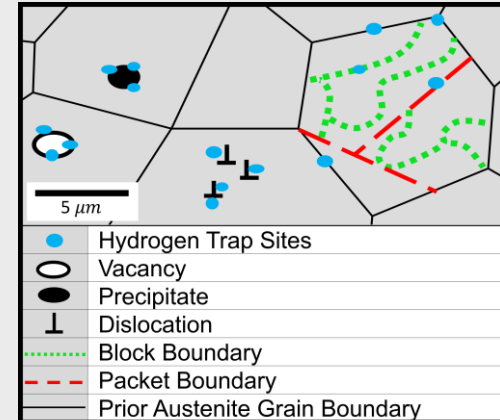 5 μm
Hydrogen Trap Sites
Vacancy
Precipitate
Dislocation
Block Boundary
Packet Boundary
Prior Austenite Grain Boundary